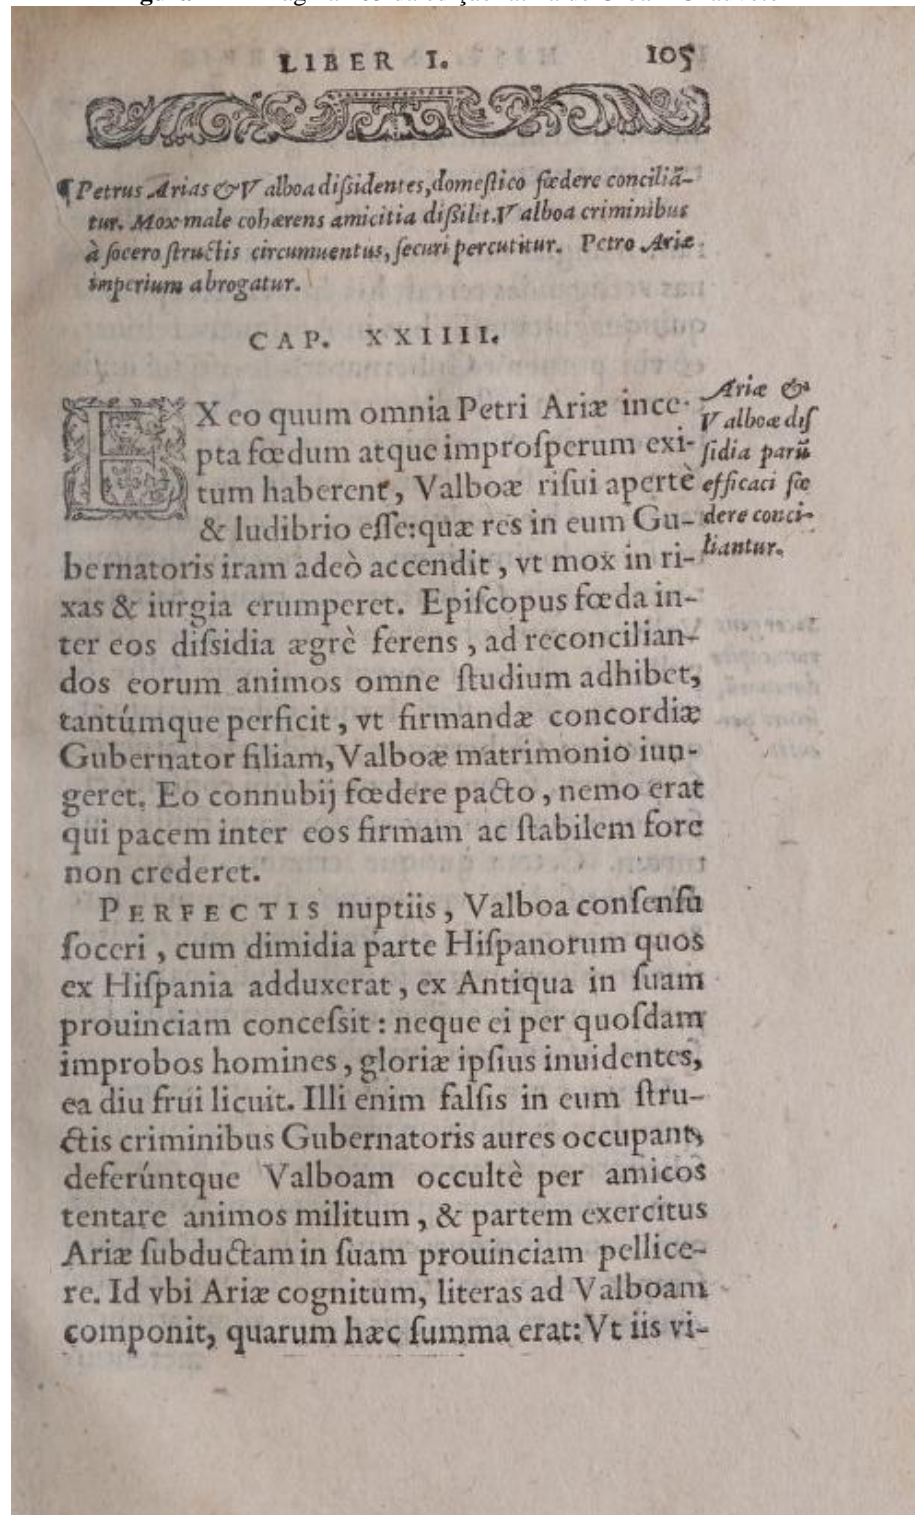 LIBER I. 105
¶ Petrus Arias & Valboa diſsidentes, domeſtico fœdere conciliã-
tur. Mox male cohærens amicitia diſsilit. Valboa criminibus
à ſocero ſtructis circumuentus, ſecuri percutitur. Petro Ariæ
imperium abrogatur.
CAP. XXIIII.
EX eo quum omnia Petri Ariæ ince-
pta fœdum atque improſperum exi-
tum haberent, Valboæ riſui apertè
& ludibrio eſſe: quæ res in eum Gu-
bernatoris iram adeò accendit, vt mox in ri-
xas & iurgia erumperet. Epiſcopus fœda in-
ter eos diſsidia ægrè ferens, ad reconcilian-
dos eorum animos omne ſtudium adhibet,
tantúmque perficit, vt firmandæ concordiæ
Gubernator filiam, Valboæ matrimonio iun-
geret. Eo connubij fœdere pacto, nemo erat
qui pacem inter eos firmam ac ſtabilem fore
non crederet.
PERFECTIS nuptiis, Valboa conſenſu
ſoceri, cum dimidia parte Hiſpanorum quos
ex Hiſpania adduxerat, ex Antiqua in ſuam
prouinciam conceſsit: neque ei per quoſdam
improbos homines, gloriæ ipſius inuidentes,
ea diu frui licuit. Illi enim falſis in eum ſtru-
ctis criminibus Gubernatoris aures occupant,
deferúntque Valboam occultè per amicos
tentare animos militum, & partem exercitus
Ariæ ſubductam in ſuam prouinciam pellice-
re. Id vbi Ariæ cognitum, literas ad Valboam
componit, quarum hæc ſumma erat: Vt iis vi-
Ariæ &
Valboæ diſ
ſidia parũ
efficaci fœ
dere conci-
liantur.